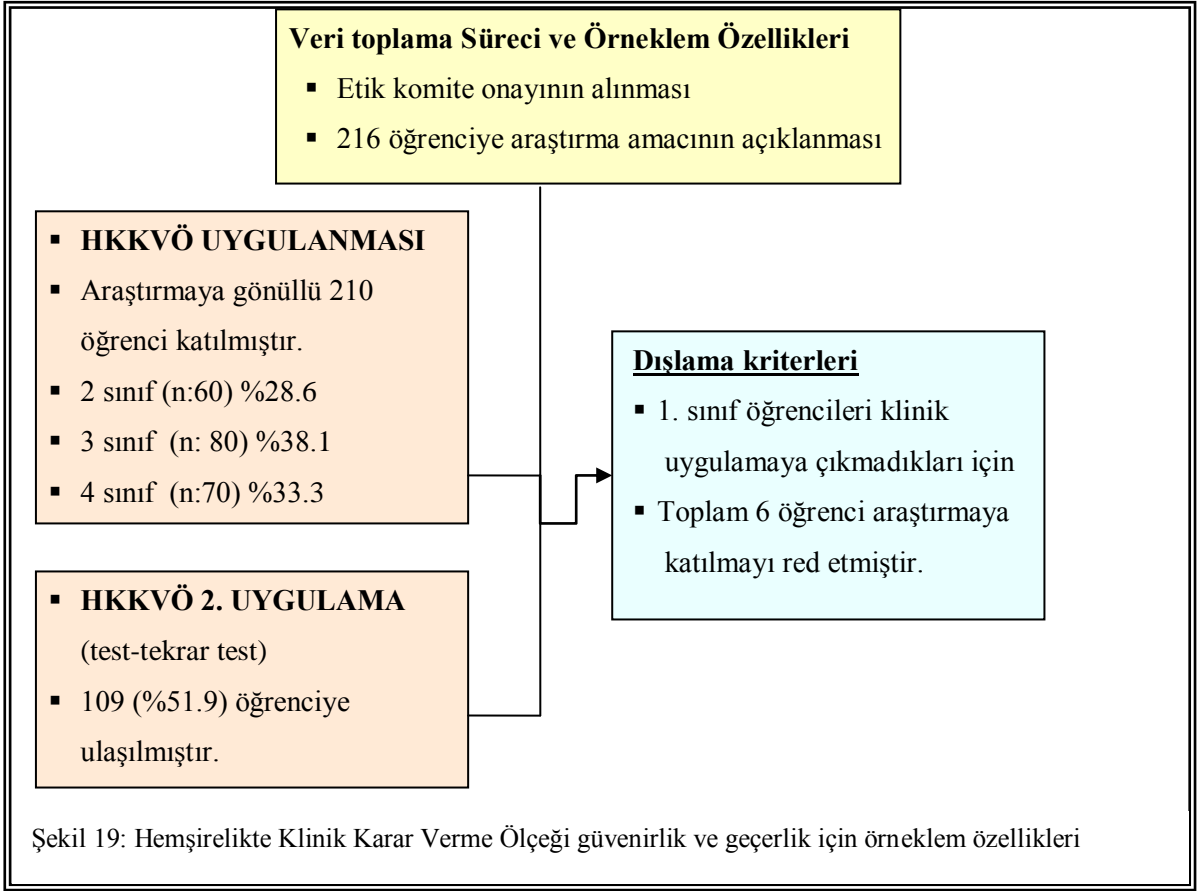 Veri toplama Süreci ve Örneklem Özellikleri
▪ Etik komite onayının alınması
▪ 216 öğrenciye araştırma amacının açıklanması
▪ HKKVÖ UYGULANMASI
▪ Araştırmaya gönüllü 210
öğrenci katılmıştır.
▪ 2 sınıf (n:60) %28.6
▪ 3 sınıf (n: 80) %38.1
▪ 4 sınıf (n:70) %33.3
Dışlama kriterleri
▪ 1. sınıf öğrencileri klinik
uygulamaya çıkmadıkları için
▪ Toplam 6 öğrenci araştırmaya
katılmayı red etmiştir.
▪ HKKVÖ 2. UYGULAMA
(test-tekrar test)
▪ 109 (%51.9) öğrenciye
ulaşılmıştır.
Şekil 19: Hemşirelikte Klinik Karar Verme Ölçeği güvenirlik ve geçerlik için örneklem özellikleri